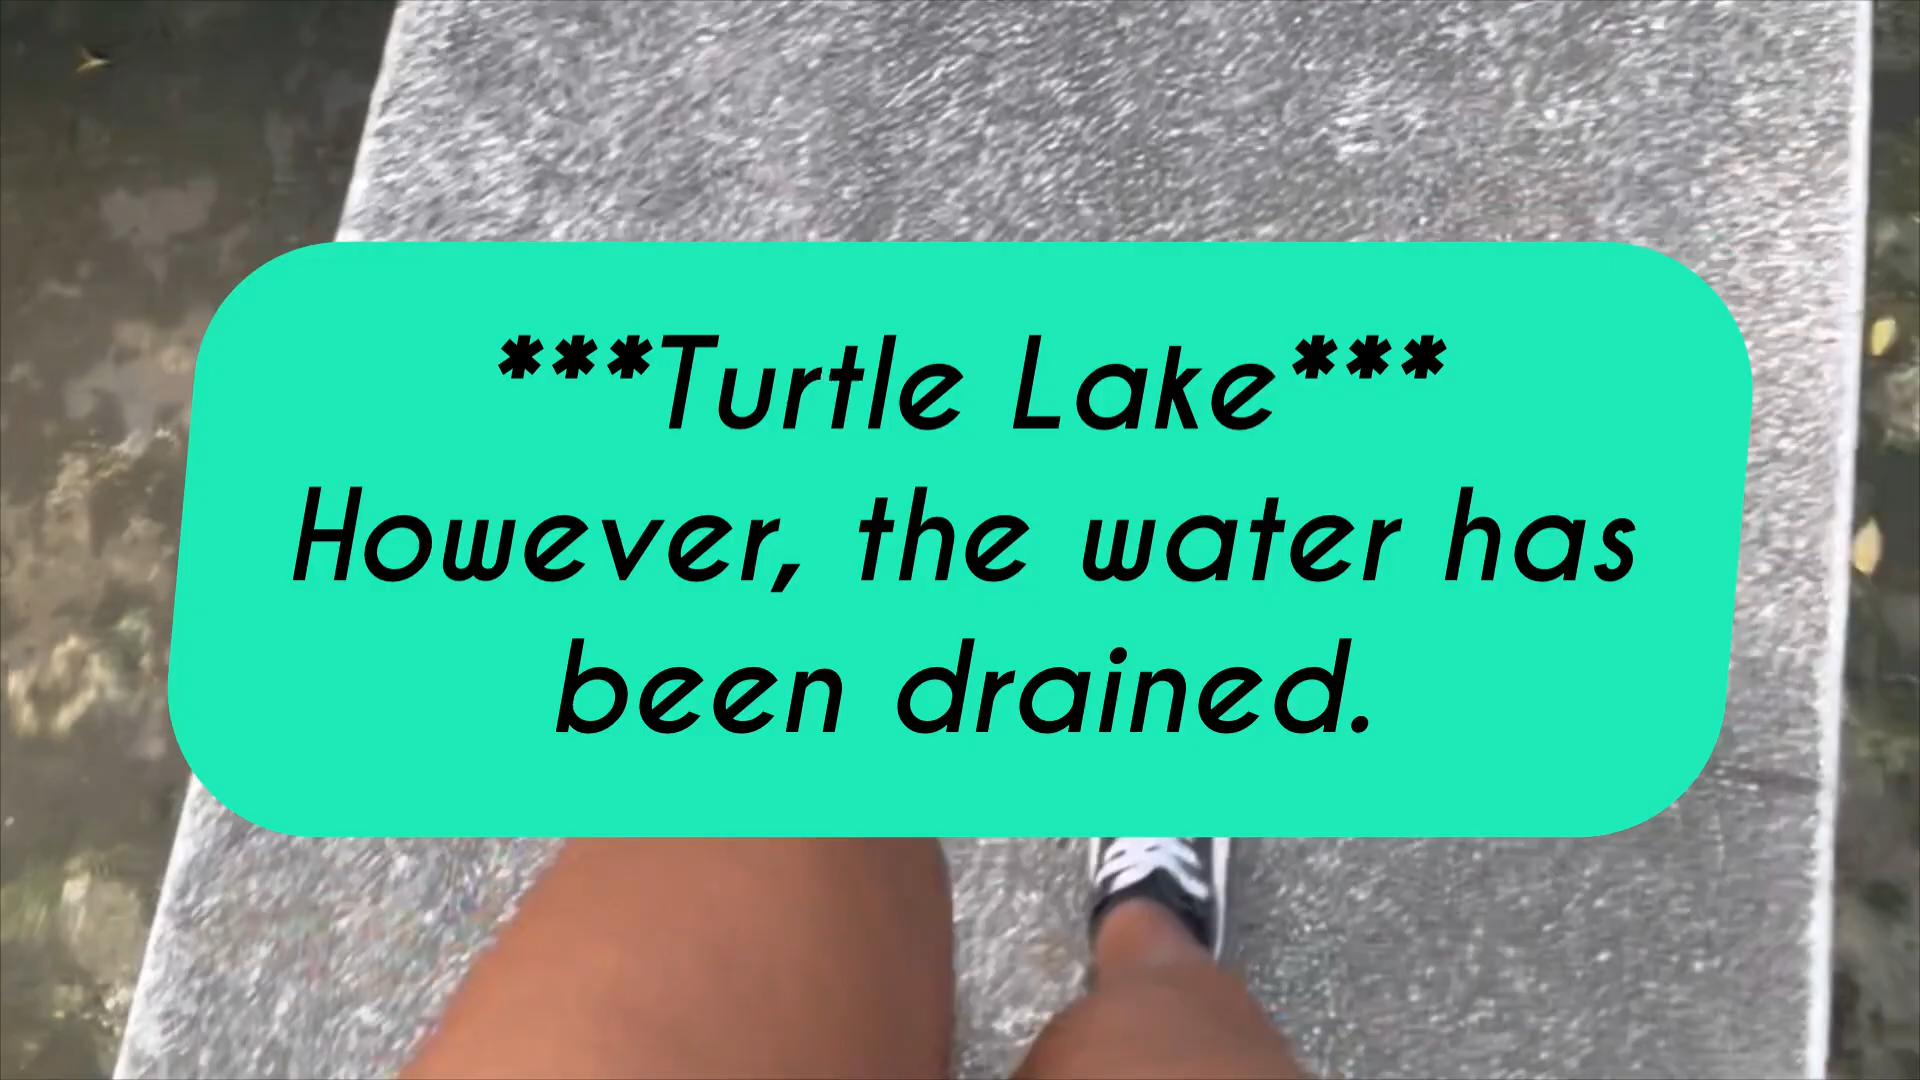 ***Turtle Lake***
However, the water has
been drained.